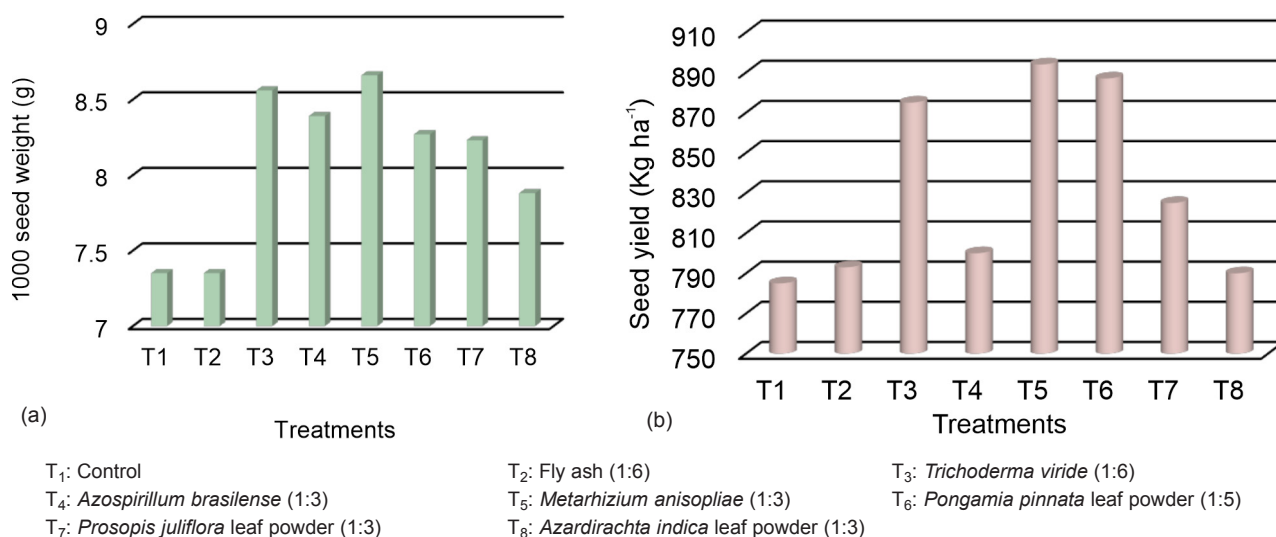 9
8.5
8
7.5
7
1000 seed weight (g)
T1 T2 T3 T4 T5 T6 T7 T8
(a)
Treatments
910
890
870
850
830
810
790
770
750
Seed yield (Kg ha⁻¹)
T1 T2 T3 T4 T5 T6 T7 T8
(b)
Treatments
T₁: Control T₂: Fly ash (1:6) T₃: Trichoderma viride (1:6)
T₄: Azospirillum brasilense (1:3) T₅: Metarhizium anisopliae (1:3) T₆: Pongamia pinnata leaf powder (1:5)
T₇: Prosopis juliflora leaf powder (1:3) T₈: Azardirachta indica leaf powder (1:3)